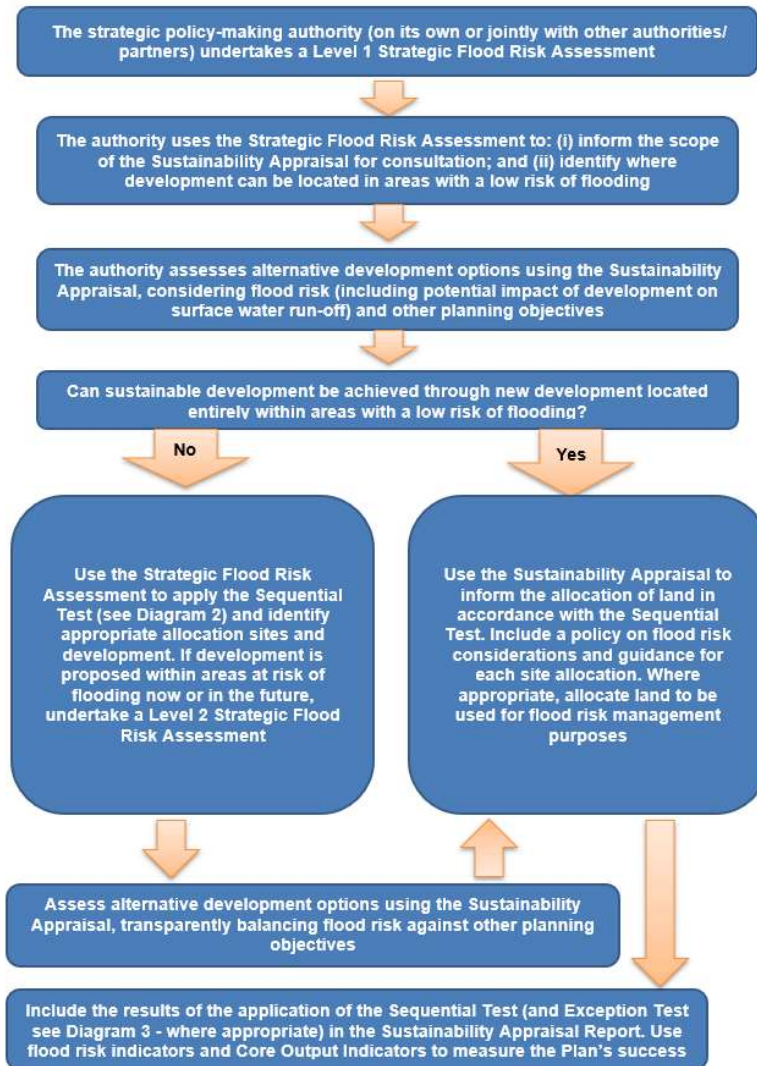 The strategic policy-making authority (on its own or jointly with other authorities/
partners) undertakes a Level 1 Strategic Flood Risk Assessment
The authority uses the Strategic Flood Risk Assessment to: (i) inform the scope
of the Sustainability Appraisal for consultation; and (ii) identify where
development can be located in areas with a low risk of flooding
The authority assesses alternative development options using the Sustainability
Appraisal, considering flood risk (including potential impact of development on
surface water run-off) and other planning objectives
Can sustainable development be achieved through new development located
entirely within areas with a low risk of flooding?
No
Yes
Use the Strategic Flood Risk
Assessment to apply the Sequential
Test (see Diagram 2) and identify
appropriate allocation sites and
development. If development is
proposed within areas at risk of
flooding now or in the future,
undertake a Level 2 Strategic Flood
Risk Assessment
Use the Sustainability Appraisal to
inform the allocation of land in
accordance with the Sequential
Test. Include a policy on flood risk
considerations and guidance for
each site allocation. Where
appropriate, allocate land to be
used for flood risk management
purposes
Assess alternative development options using the Sustainability
Appraisal, transparently balancing flood risk against other planning
objectives
Include the results of the application of the Sequential Test (and Exception Test
see Diagram 3 - where appropriate) in the Sustainability Appraisal Report. Use
flood risk indicators and Core Output Indicators to measure the Plan's success